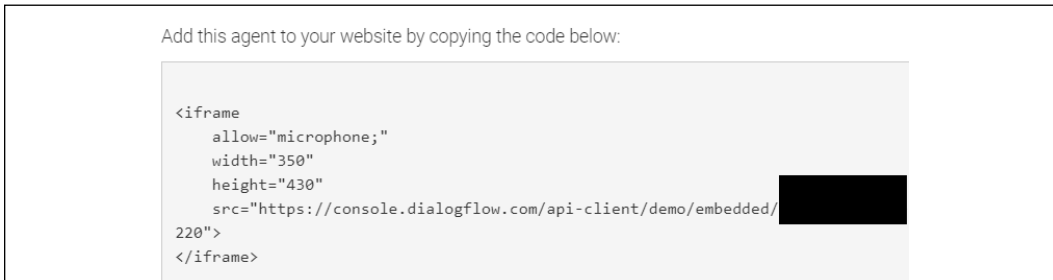 Add this agent to your website by copying the code below:
<iframe
allow="microphone;"
width="350"
height="430"
src="https://console.dialogflow.com/api-client/demo/embedded/
220">
</iframe>